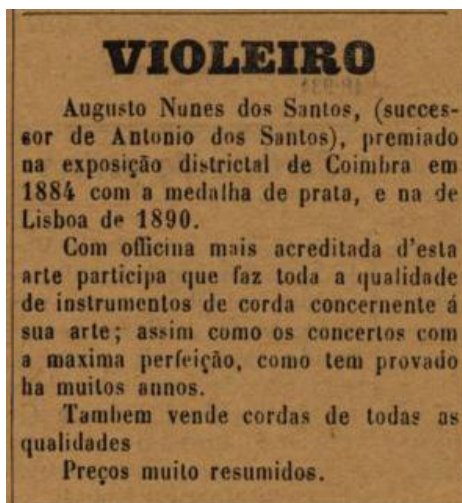 VIOLEIRO
Augusto Nunes dos Santos, (succes-
sor de Antonio dos Santos), premiado
na exposição districtal de Coimbra em
1884 com a medalha de prata, e na de
Lisboa de 1890.
Com officina mais acreditada d'esta
arte participa que faz toda a qualidade
de instrumentos de corda concernente á
sua arte; assim como os concertos com
a maxima perfeição, como tem provado
ha muitos annos.
Tambem vende cordas de todas as
qualidades
Preços muito resumidos.